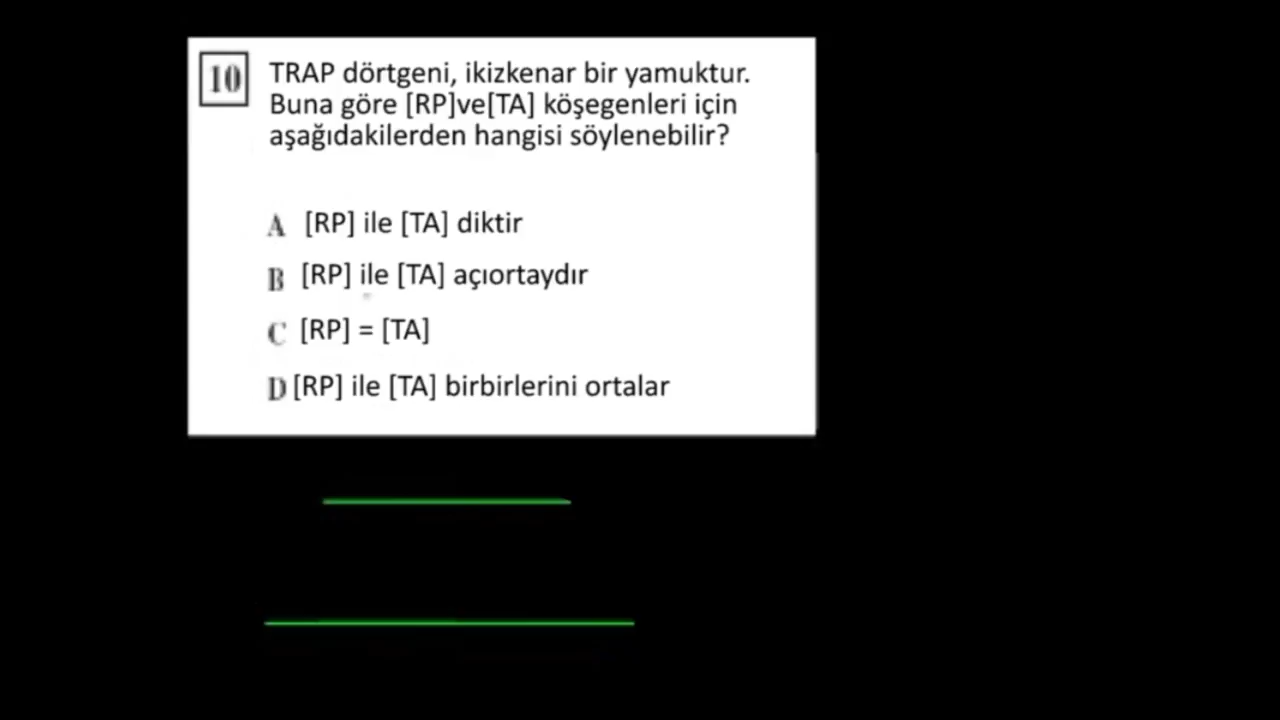 10 TRAP dörtgeni, ikizkenar bir yamuktur.
Buna göre [RP]ve[TA] köşegenleri için
aşağıdakilerden hangisi söylenebilir?
A [RP] ile [TA] diktir
B [RP] ile [TA] açıortaydır
C [RP] = [TA]
D [RP] ile [TA] birbirlerini ortalar